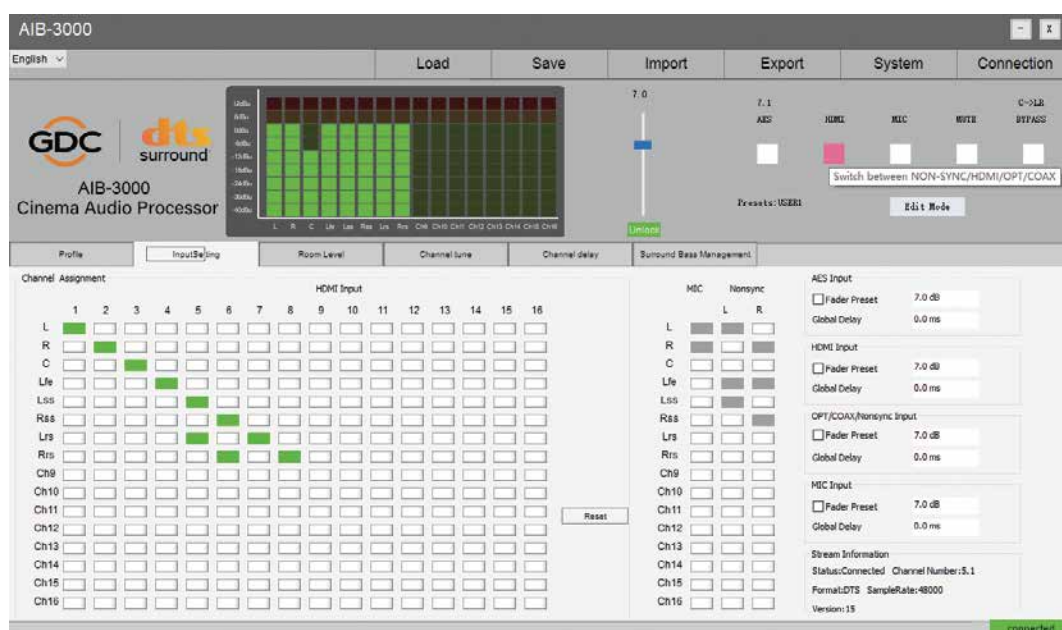 AIB-3000
- X
English
Load Save Import Export System Connection
7.0
7.1 AES HDMI MIC MUTE C->LR BYPASS
GDC dts surround
AIB-3000
Cinema Audio Processor
Switch between NON-SYNC/HDMI/OPT/COAX
L R C Lfe Lss Rss Lrs Rrs Ch9 Ch10 Ch11 Ch12 Ch13 Ch14 Ch15 Ch16
Unlock
Presets:USER1
Edit Mode
Profile InputSetting Room Level Channel tune Channel delay Surround Bass Management
Channel Assignment
HDMI Input
1 2 3 4 5 6 7 8 9 10 11 12 13 14 15 16
L
R
C
Lfe
Lss
Rss
Lrs
Rrs
Ch9
Ch10
Ch11
Ch12
Ch13
Ch14
Ch15
Ch16
Reset
MIC Nonsync
L R
L
R
C
Lfe
Lss
Rss
Lrs
Rrs
Ch9
Ch10
Ch11
Ch12
Ch13
Ch14
Ch15
Ch16
AES Input
Fader Preset 7.0 dB
Global Delay 0.0 ms
HDMI Input
Fader Preset 7.0 dB
Global Delay 0.0 ms
OPT/COAX/Nonsync Input
Fader Preset 7.0 dB
Global Delay 0.0 ms
MIC Input
Fader Preset 7.0 dB
Global Delay 0.0 ms
Stream Information
Status:Connected Channel Number:5.1
Format:DTS SampleRate:48000
Version:15
connected